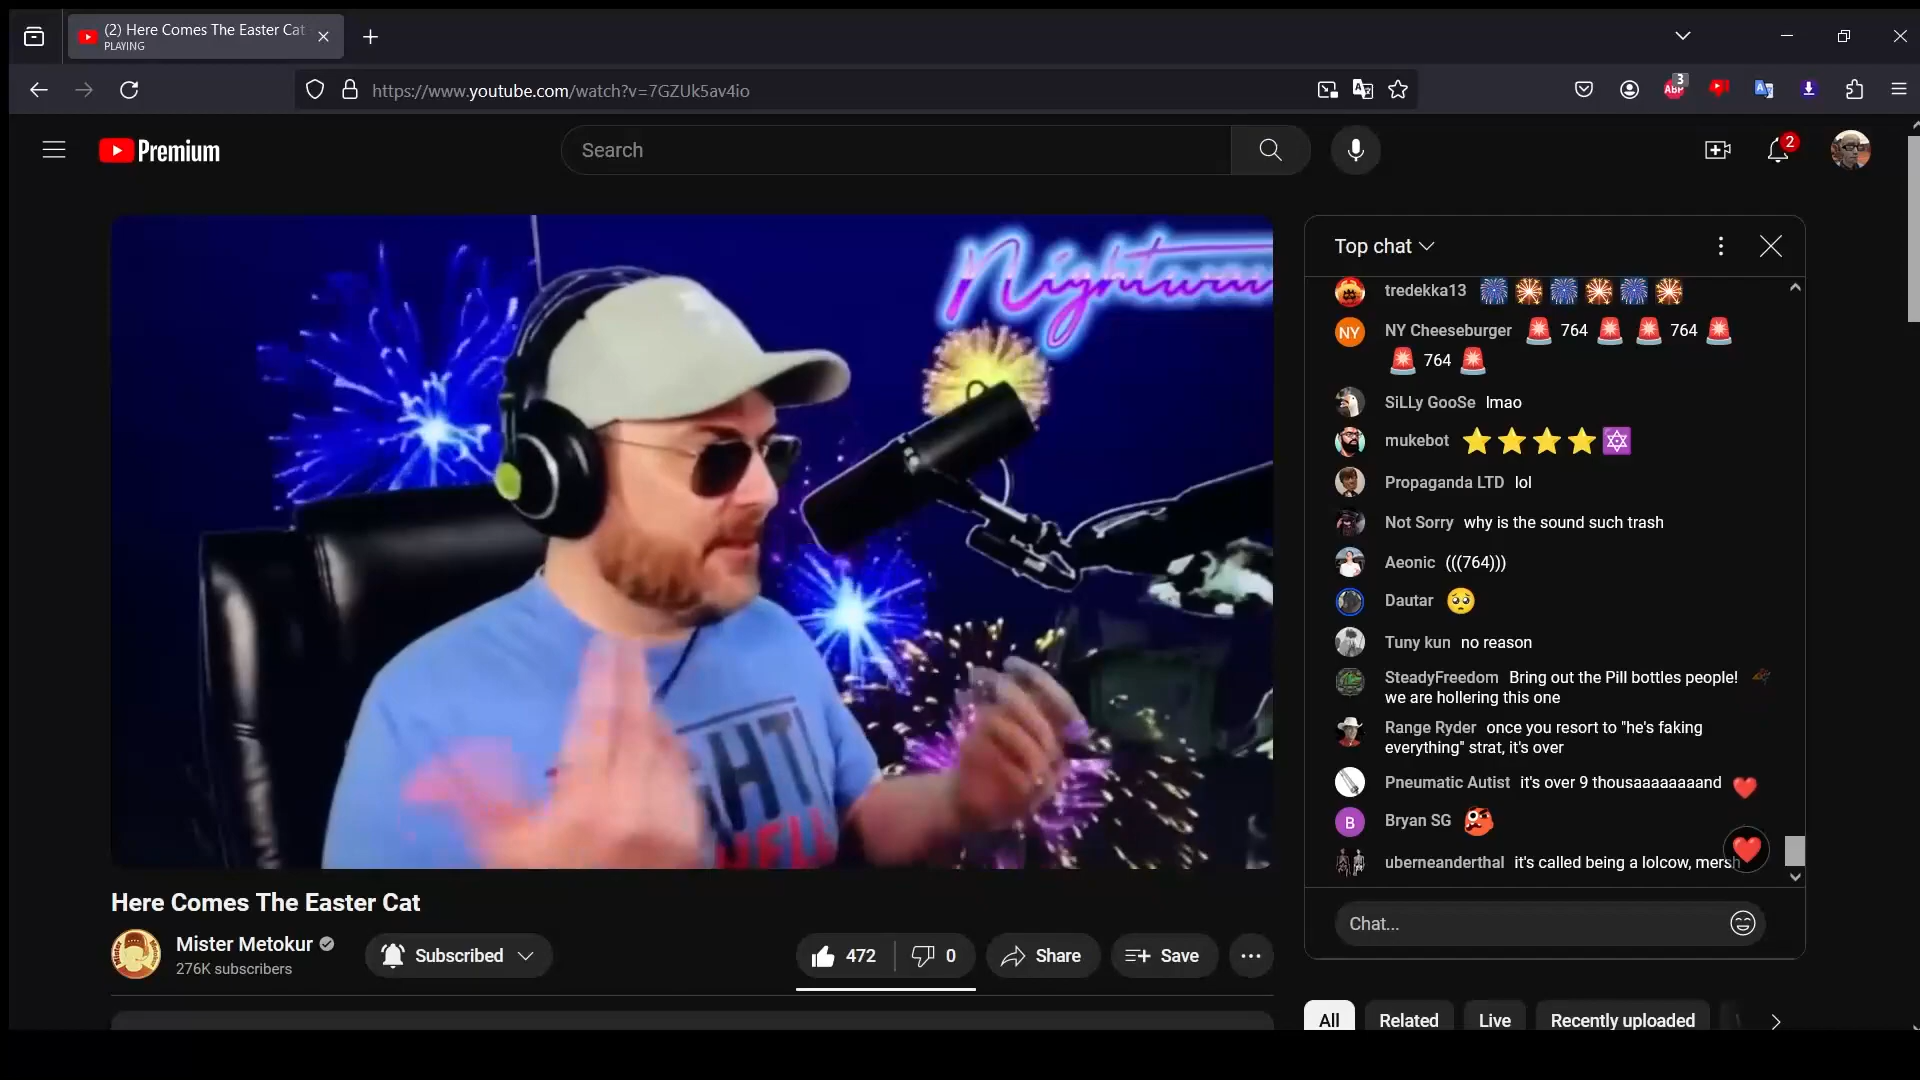 (2) Here Comes The Easter Cat
PLAYING
https://www.youtube.com/watch?v=7GZUk5av4io
3
ABP
Premium
Search
2
Top chat
tredekka13
NY Cheeseburger 764 764
764
SiLLy GooSe lmao
mukebot
Propaganda LTD lol
Not Sorry why is the sound such trash
Aeonic (((764)))
Dautar
Tuny kun no reason
SteadyFreedom Bring out the Pill bottles people!
we are hollering this one
Range Ryder once you resort to "he's faking
everything" strat, it's over
Pneumatic Autist it's over 9 thousaaaaaaaand
Bryan SG
uberneanderthal it's called being a lolcow, mersh
Chat...
Here Comes The Easter Cat
Mister Metokur
276K subscribers
Subscribed
472
0
Share
Save
All
Related
Live
Recently uploaded
NY
B